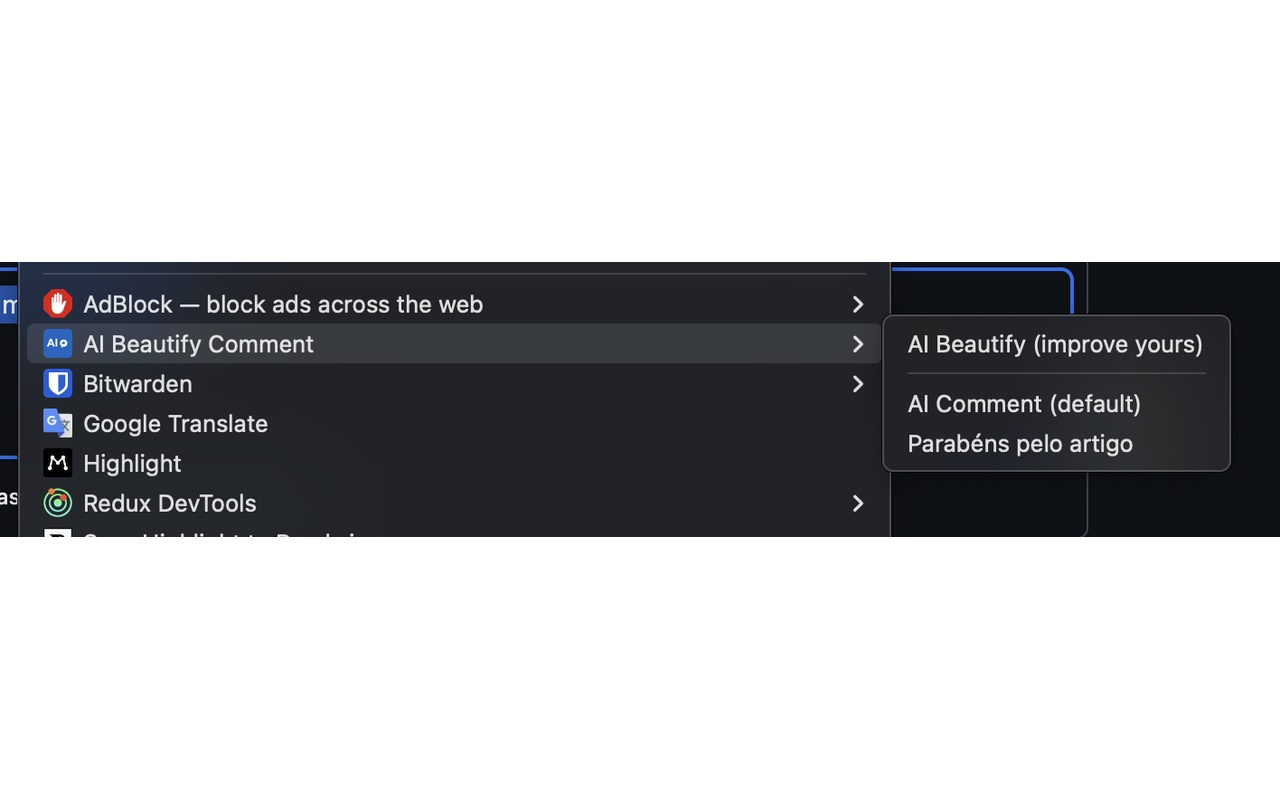 m
AdBlock — block ads across the web
AI Beautify Comment
AI Beautify (improve yours)
Bitwarden
AI Comment (default)
Google Translate
Parabéns pelo artigo
Highlight
as
Redux DevTools